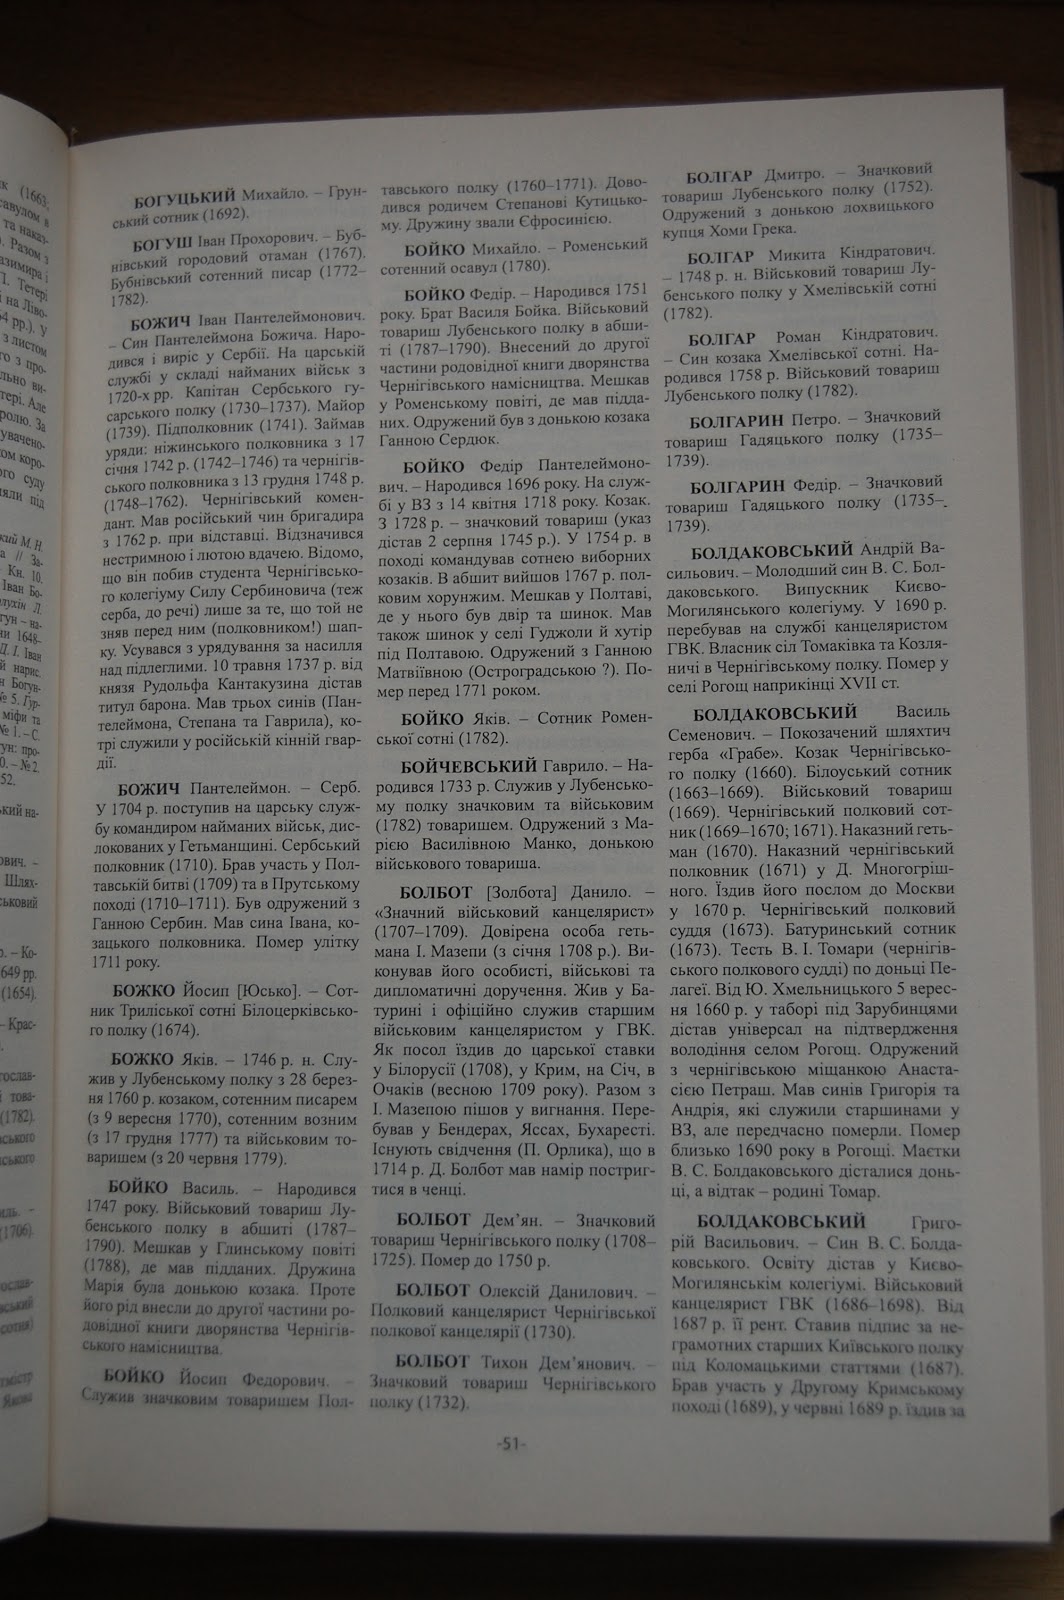 БОГУЦЬКИЙ Михайло. – Грун-
ський сотник (1692).
БОГУШ Іван Прохорович. – Буб-
нівський городовий отаман (1767).
Бубнівський сотенний писар (1772–
1782).
БОЖИЧ Іван Пантелеймонович.
– Син Пантелеймона Божича. Наро-
дився і виріс у Сербії. На царській
службі у складі найманих військ з
1720-х рр. Капітан Сербського гу-
сарського полку (1730–1737). Майор
(1739). Підполковник (1741). Займав
уряди: ніжинського полковника з 17
січня 1742 р. (1742–1746) та чернігів-
ського полковника з 13 грудня 1748 р.
(1748–1762). Чернігівський комен-
дант. Мав російський чин бригадира
з 1762 р. при відставці. Відзначився
нестримною і лютою вдачею. Відомо,
що він побив студента Чернігівсько-
го колегіуму Силу Сербиновича (теж
серба, до речі) лише за те, що той не
зняв перед ним (полковником!) шап-
ку. Усувався з урядування за насилля
над підлеглими. 10 травня 1737 р. від
князя Рудольфа Кантакузина дістав
титул барона. Мав трьох синів (Пан-
телеймона, Степана та Гаврила), ко-
трі служили у російській кінній гвар-
дії.
БОЖИЧ Пантелеймон. – Серб.
У 1704 р. поступив на царську служ-
бу командиром найманих військ, дис-
локованих у Гетьманщині. Сербський
полковник (1710). Брав участь у Пол-
тавській битві (1709) та в Прутському
поході (1710–1711). Був одружений з
Ганною Сербин. Мав сина Івана, ко-
зацького полковника. Помер улітку
1711 року.
БОЖКО Йосип [Юсько]. – Сот-
ник Триліської сотні Білоцерківсько-
го полку (1674).
БОЖКО Яків. – 1746 р. н. Слу-
жив у Лубенському полку з 28 берез-
ня 1760 р. козаком, сотенним писарем
(з 9 вересня 1770), сотенним возним
(з 17 грудня 1777) та військовим то-
варишем (з 20 червня 1779).
БОЙКО Василь. – Народився
1747 року. Військовий товариш Лу-
бенського полку в абшиті (1787–
1790). Мешкав у Глинському повіті
(1788), де мав підданих. Дружина
Марія була донькою козака. Проте
його рід внесли до другої частини ро-
довідної книги дворянства Чернігів-
ського намісництва.
БОЙКО Йосип Федорович. –
Служив значковим товаришем Пол-
тавського полку (1760–1771). Дово-
дився родичем Степанові Кутицько-
му. Дружину звали Єфросинією.
БОЙКО Михайло. – Роменський
сотенний осавул (1780).
БОЙКО Федір. – Народився 1751
року. Брат Василя Бойка. Військовий
товариш Лубенського полку в абши-
ті (1787–1790). Внесений до другої
частини родовідної книги дворянства
Чернігівського намісництва. Мешкав
у Роменському повіті, де мав підда-
них. Одружений був з донькою козака
Ганною Сердюк.
БОЙКО Федір Пантелеймоно-
вич. – Народився 1696 року. На служ-
бі у ВЗ з 14 квітня 1718 року. Козак.
З 1728 р. – значковий товариш (указ
дістав 2 серпня 1745 р.). У 1754 р. в
поході командував сотнею виборних
козаків. В абшит вийшов 1767 р. пол-
ковим хорунжим. Мешкав у Полтаві,
де у нього був двір та шинок. Мав
також шинок у селі Гуджоли й хутір
під Полтавою. Одружений з Ганною
Матвіївною (Остроградською ?). По-
мер перед 1771 роком.
БОЙКО Яків. – Сотник Ромен-
ської сотні (1782).
БОЙЧЕВСЬКИЙ Гаврило. – На-
родився 1733 р. Служив у Лубенсько-
му полку значковим та військовим
(1782) товаришем. Одружений з Ма-
рією Василівною Манко, донькою
військового товариша.
БОЛБОТ [Золбота] Данило. –
«Значний військовий канцелярист»
(1707–1709). Довірена особа геть-
мана І. Мазепи (з січня 1708 р.). Ви-
конував його особисті, військові та
дипломатичні доручення. Жив у Ба-
турині і офіційно служив старшим
військовим канцеляристом у ГВК.
Як посол їздив до царської ставки
у Білорусії (1708), у Крим, на Січ, в
Очаків (весною 1709 року). Разом з
І. Мазепою пішов у вигнання. Пере-
бував у Бендерах, Яссах, Бухаресті.
Існують свідчення (П. Орлика), що в
1714 р. Д. Болбот мав намір постриг-
тися в ченці.
БОЛБОТ Дем’ян. – Значковий
товариш Чернігівського полку (1708–
1725). Помер до 1750 р.
БОЛБОТ Олексій Данилович. –
Полковий канцелярист Чернігівської
полкової канцелярії (1730).
БОЛБОТ Тихон Дем’янович. –
Значковий товариш Чернігівського
полку (1732).
БОЛГАР Дмитро. – Значковий
товариш Лубенського полку (1752).
Одружений з донькою лохвицького
купця Хоми Грека.
БОЛГАР Микита Кіндратович.
– 1748 р. н. Військовий товариш Лу-
бенського полку у Хмелівській сотні
(1782).
БОЛГАР Роман Кіндратович.
– Син козака Хмелівської сотні. На-
родився 1758 р. Військовий товариш
Лубенського полку (1782).
БОЛГАРИН Петро. – Значковий
товариш Гадяцького полку (1735–
1739).
БОЛГАРИН Федір. – Значковий
товариш Гадяцького полку (1735–
1739).
БОЛДАКОВСЬКИЙ Андрій Ва-
сильович. – Молодший син В. С. Бол-
даковського. Випускник Києво-
Могилянського колегіуму. У 1690 р.
перебував на службі канцеляристом
ГВК. Власник сіл Томаківка та Козля-
ничі в Чернігівському полку. Помер у
селі Рогощ наприкінці XVII ст.
БОЛДАКОВСЬКИЙ Василь
Семенович. – Покозачений шляхтич
герба «Грабе». Козак Чернігівсько-
го полку (1660). Білоуський сотник
(1663–1669). Військовий товариш
(1669). Чернігівський полковий сот-
ник (1669–1670; 1671). Наказний геть-
ман (1670). Наказний чернігівський
полковник (1671) у Д. Многогріш-
ного. Їздив його послом до Москви
у 1670 р. Чернігівський полковий
суддя (1673). Батуринський сотник
(1673). Тесть В. І. Томари (чернігів-
ського полкового судді) по доньці Пе-
лагеї. Від Ю. Хмельницького 5 верес-
ня 1660 р. у таборі під Зарубинцями
дістав універсал на підтвердження
володіння селом Рогощ. Одружений
з чернігівською міщанкою Анаста-
сією Петраш. Мав синів Григорія та
Андрія, які служили старшинами у
ВЗ, але передчасно померли. Помер
близько 1690 року в Рогощі. Маєтки
В. С. Болдаковського дісталися донь-
ці, а відтак – родині Томар.
БОЛДАКОВСЬКИЙ Григо-
рій Васильович. – Син В. С. Болда-
ковського. Освіту дістав у Києво-
Могилянськім колегіумі. Військовий
канцелярист ГВК (1686–1698). Від
1687 р. її рент. Ставив підпис за не-
грамотних старших Київського полку
під Коломацькими статтями (1687).
Брав участь у Другому Кримському
поході (1689), у червні 1689 р. їздив за
-51-